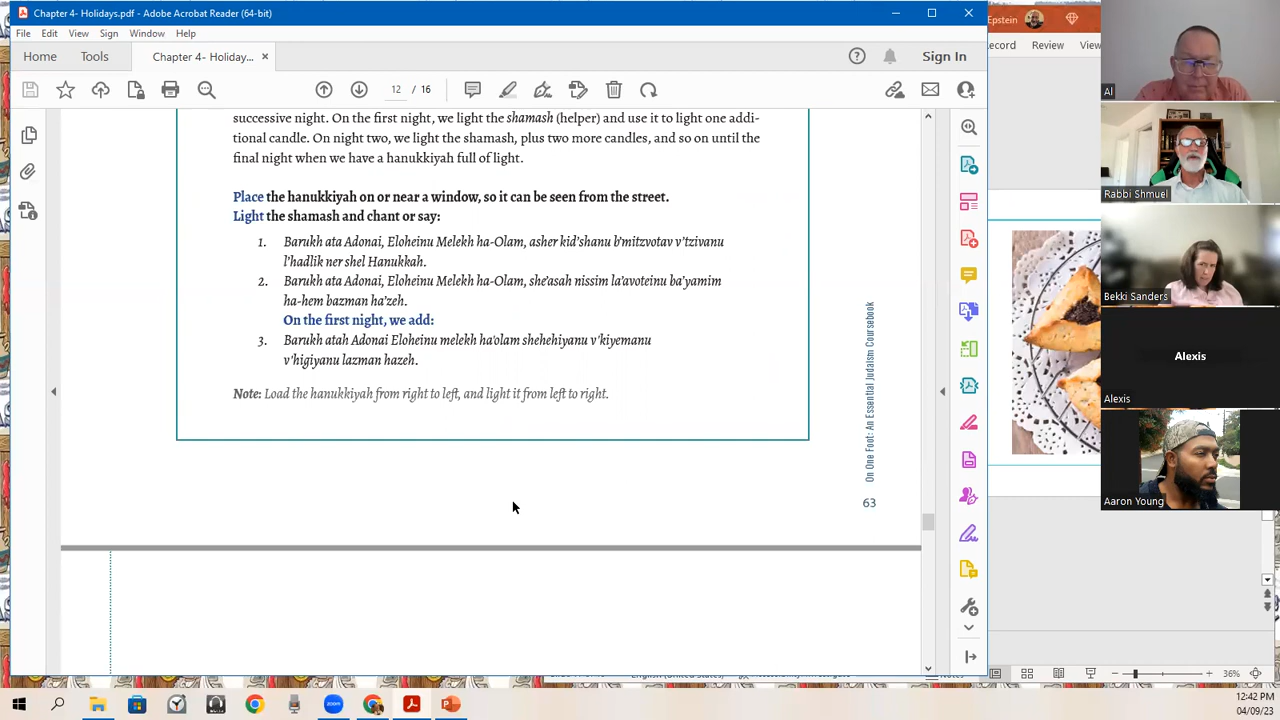 Chapter 4- Holidays.pdf - Adobe Acrobat Reader (64-bit)
File Edit View Sign Window Help
Home Tools Chapter 4- Holiday... × Sign In
12 / 16
successive night. On the first night, we light the shamash (helper) and use it to light one addi-
tional candle. On night two, we light the shamash, plus two more candles, and so on until the
final night when we have a hanukkiyah full of light.
Place the hanukkiyah on or near a window, so it can be seen from the street.
Light the shamash and chant or say:
1. Barukh ata Adonai, Eloheinu Melekh ha-Olam, asher kid'shanu b'mitzvotav v'tzivanu
l'hadlik ner shel Hanukkah.
2. Barukh ata Adonai, Eloheinu Melekh ha-Olam, she'asah nissim la'avoteinu ba'yamim
ha-hem bazman ha'zeh.
On the first night, we add:
3. Barukh atah Adonai Eloheinu melekh ha'olam shehehiyanu v'kiyemanu
v'higiyanu lazman hazeh.
Note: Load the hanukkiyah from right to left, and light it from left to right.
On One Foot: An Essential Judaism Coursebook
63
Epstein
ecord Review View
Al
Rabbi Shmuel
Bekki Sanders
Alexis
Alexis
Aaron Young
English (United States)
36%
12:42 PM
04/09/23